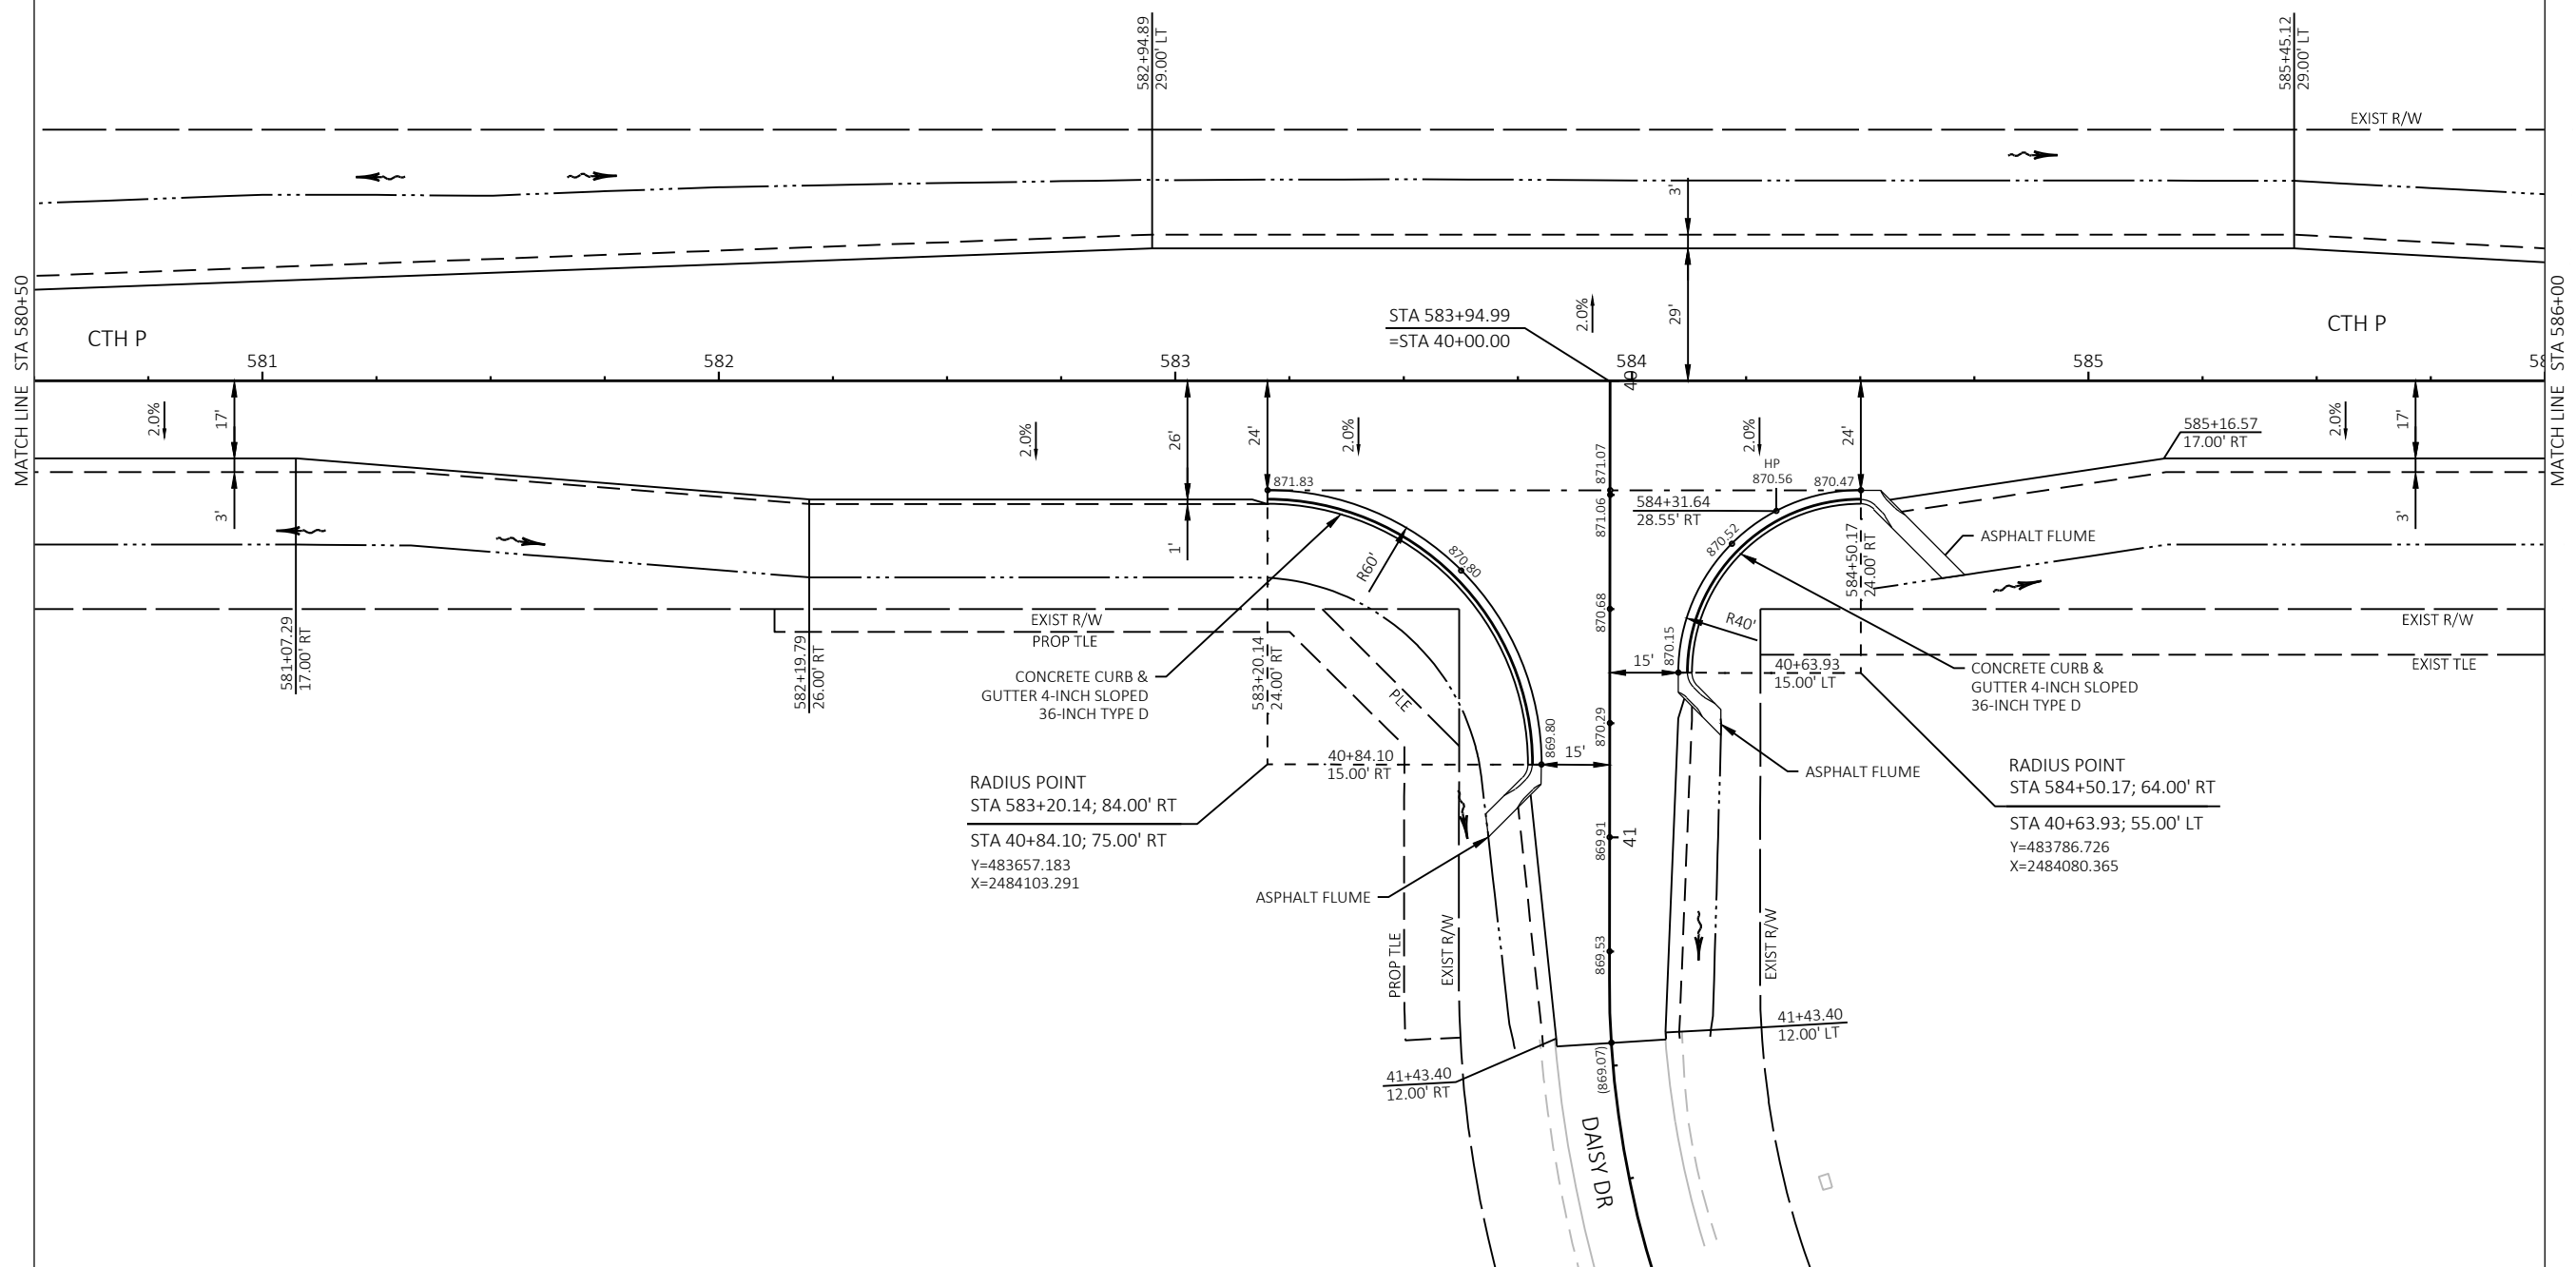 582+94.89
29.00' LT
585+45.12
29.00' LT
EXIST R/W
3'
MATCH LINE STA 580+50
CTH P
STA 583+94.99
=STA 40+00.00
2.0%
29'
CTH P
MATCH LINE STA 586+00
581
582
583
584
585
40
2.0%
17'
3'
2.0%
26'
1'
24'
2.0%
871.07
871.06
2.0%
24'
585+16.57
17.00' RT
2.0%
17'
3'
871.83
HP
870.56
870.47
584+31.64
28.55' RT
870.52
584+50.17
24.00' RT
ASPHALT FLUME
R60'
870.80
870.68
R40'
870.15
EXIST R/W
PROP TLE
EXIST R/W
EXIST TLE
581+07.29
17.00' RT
582+19.79
26.00' RT
583+20.14
24.00' RT
CONCRETE CURB &
GUTTER 4-INCH SLOPED
36-INCH TYPE D
PLE
15'
40+63.93
15.00' LT
CONCRETE CURB &
GUTTER 4-INCH SLOPED
36-INCH TYPE D
869.80
15'
870.29
40+84.10
15.00' RT
ASPHALT FLUME
RADIUS POINT
STA 583+20.14; 84.00' RT
STA 40+84.10; 75.00' RT
Y=483657.183
X=2484103.291
RADIUS POINT
STA 584+50.17; 64.00' RT
STA 40+63.93; 55.00' LT
Y=483786.726
X=2484080.365
869.91
41
ASPHALT FLUME
PROP TLE
EXIST R/W
869.53
EXIST R/W
41+43.40
12.00' LT
41+43.40
12.00' RT
(869.07)
DAISY DR